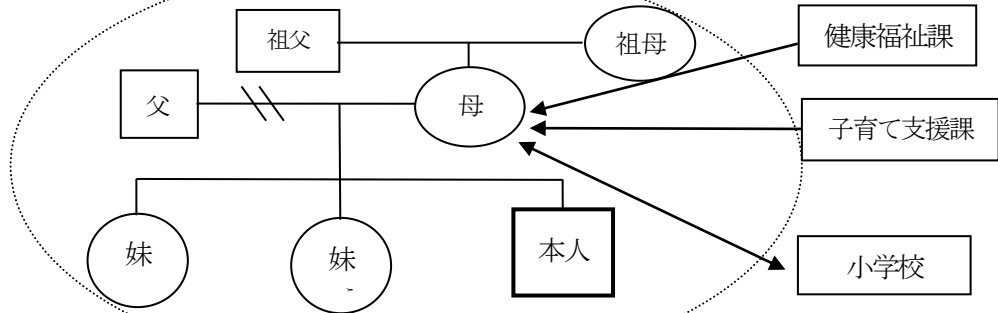 祖父
祖母
健康福祉課
父
母
子育て支援課
妹
妹
本人
小学校